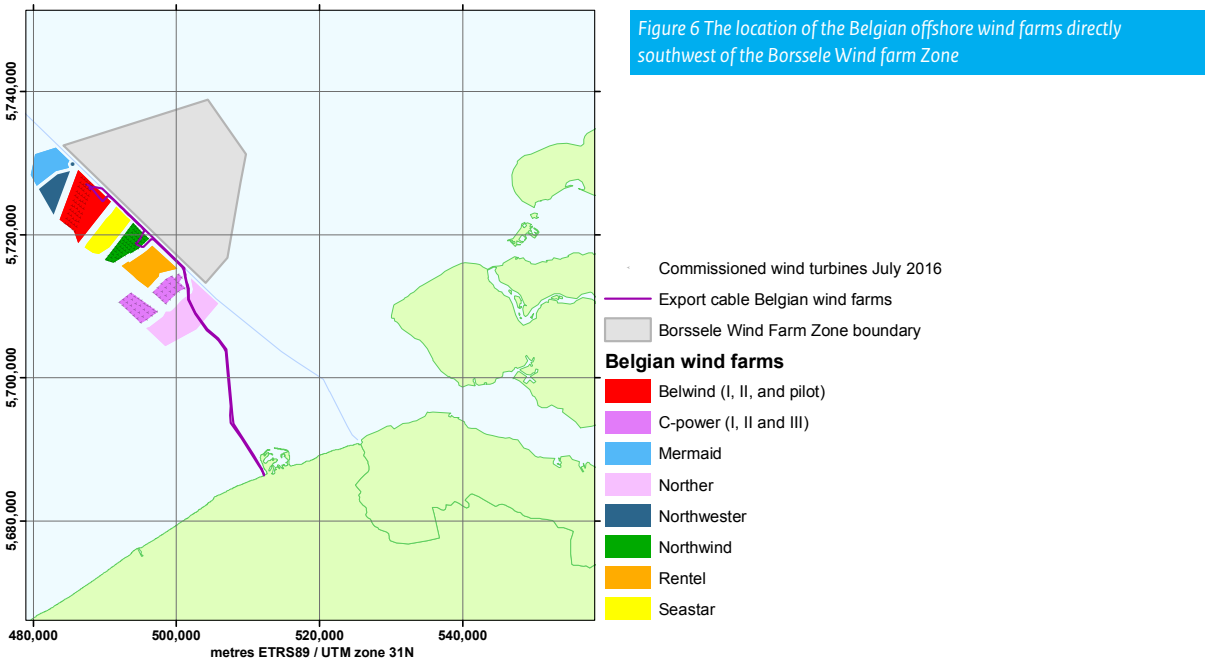 Figure 6 The location of the Belgian offshore wind farms directly
southwest of the Borssele Wind farm Zone
5,740,000
5,720,000
5,700,000
5,680,000
480,000
500,000
520,000
540,000
metres ETRS89 / UTM zone 31N
Commissioned wind turbines July 2016
Export cable Belgian wind farms
Borssele Wind Farm Zone boundary
Belgian wind farms
Belwind (I, II, and pilot)
C-power (I, II and III)
Mermaid
Norther
Northwester
Northwind
Rentel
Seastar